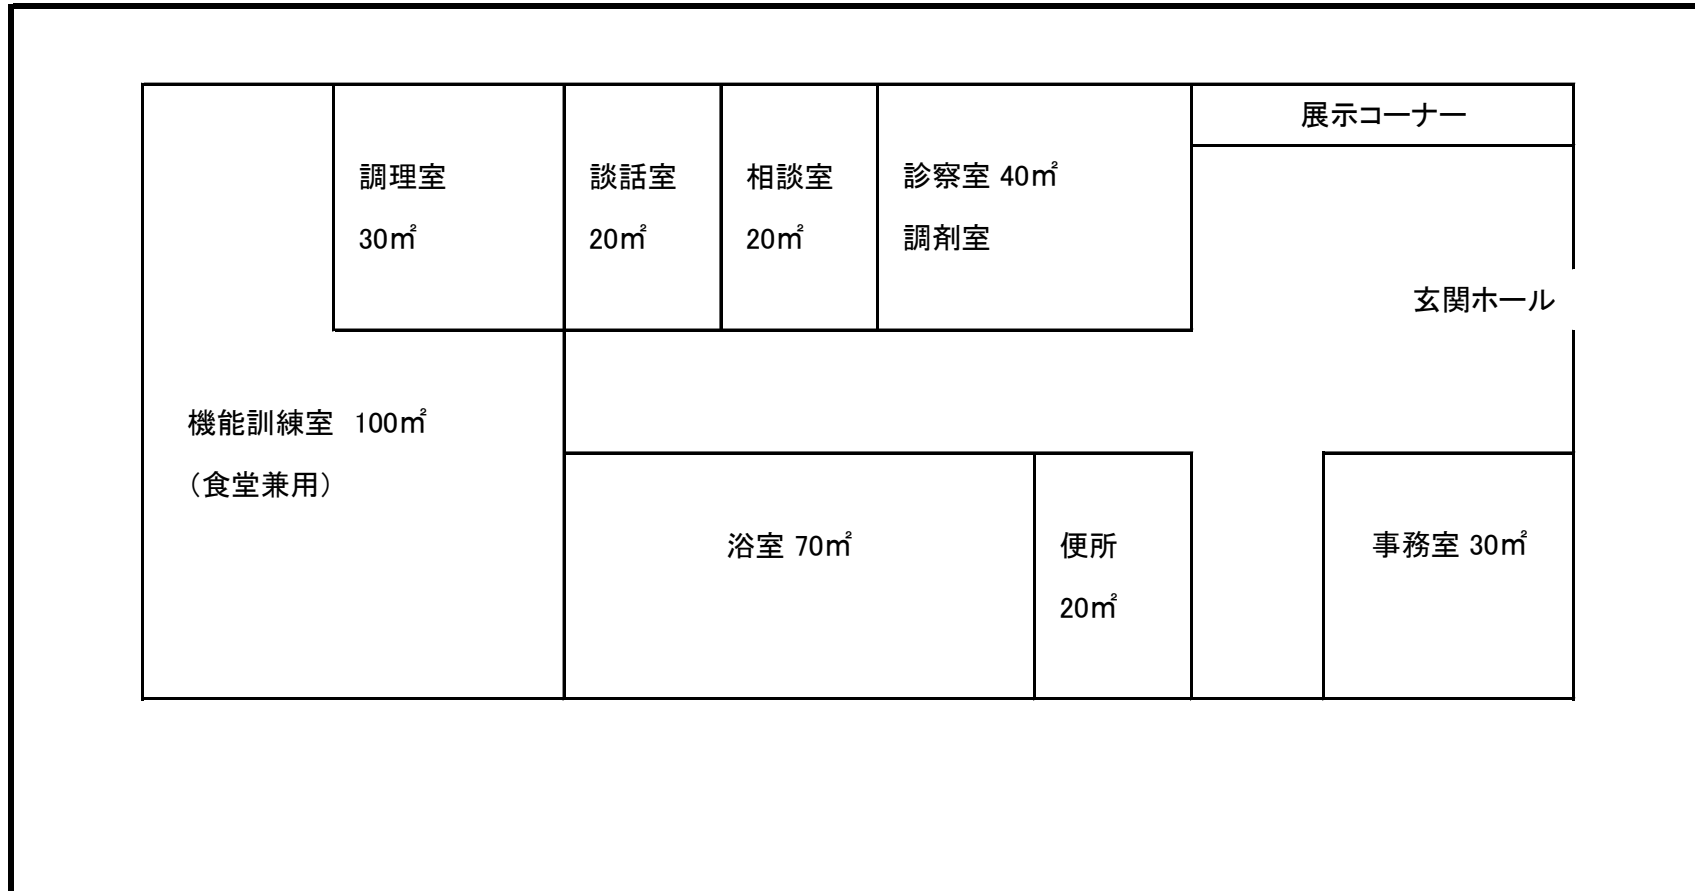 展示コーナー
調理室
30㎡
談話室
20㎡
相談室
20㎡
診察室 40㎡
調剤室
玄関ホール
機能訓練室 100㎡
（食堂兼用）
浴室 70㎡
便所
20㎡
事務室 30㎡